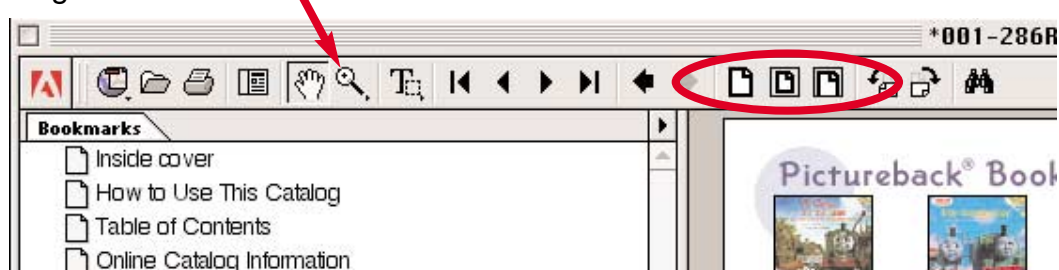 *001-286R
Bookmarks
Inside cover
How to Use This Catalog
Table of Contents
Online Catalog Information
Pictureback® Book